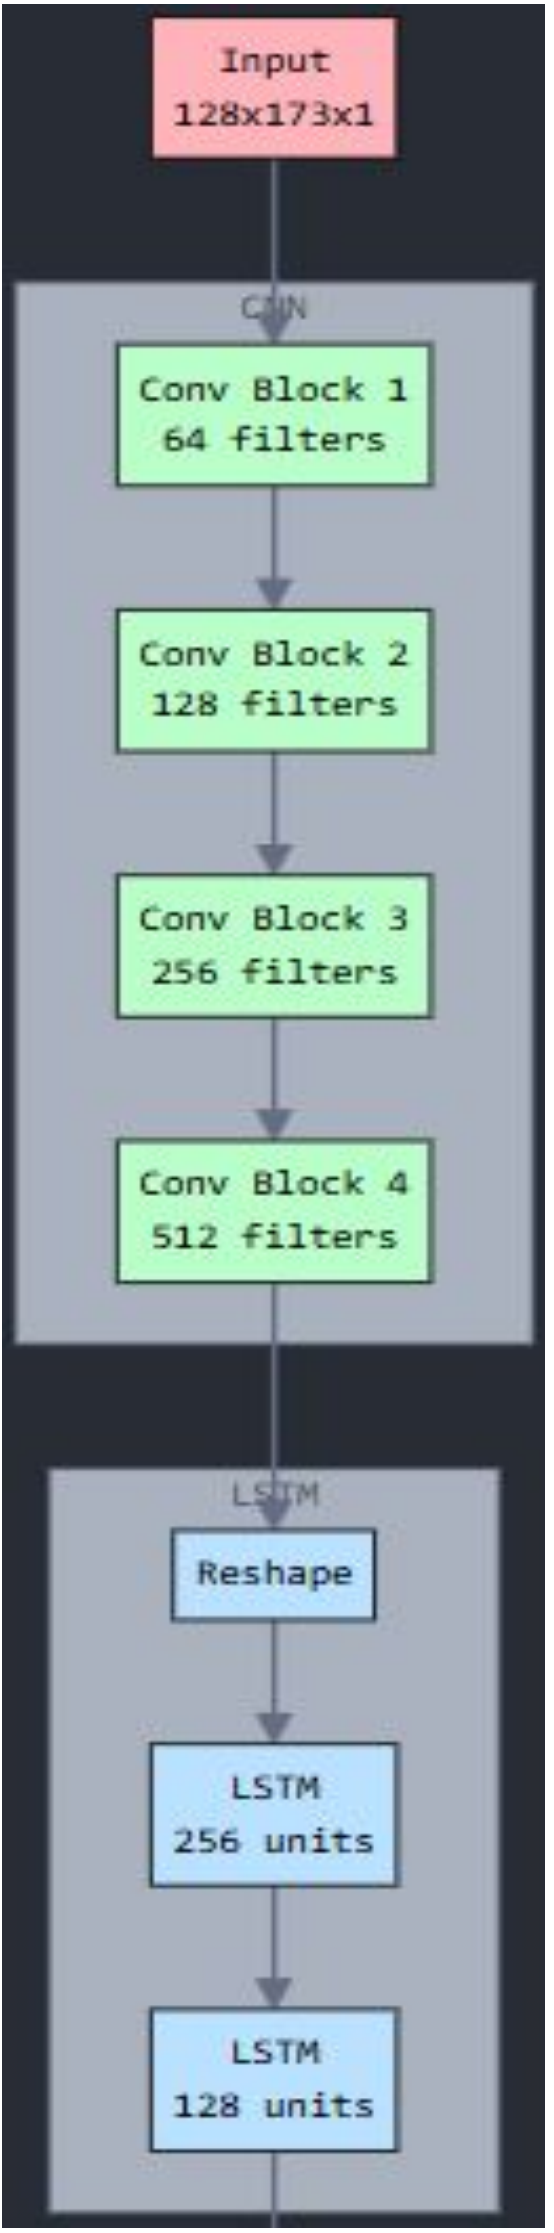 Input
128x173x1
CNN
Conv Block 1
64 filters
Conv Block 2
128 filters
Conv Block 3
256 filters
Conv Block 4
512 filters
LSTM
Reshape
LSTM
256 units
LSTM
128 units